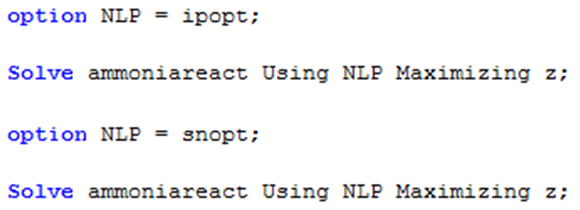 option NLP = ipopt;
Solve ammoniareact Using NLP Maximizing z;
option NLP = snopt;
Solve ammoniareact Using NLP Maximizing z;